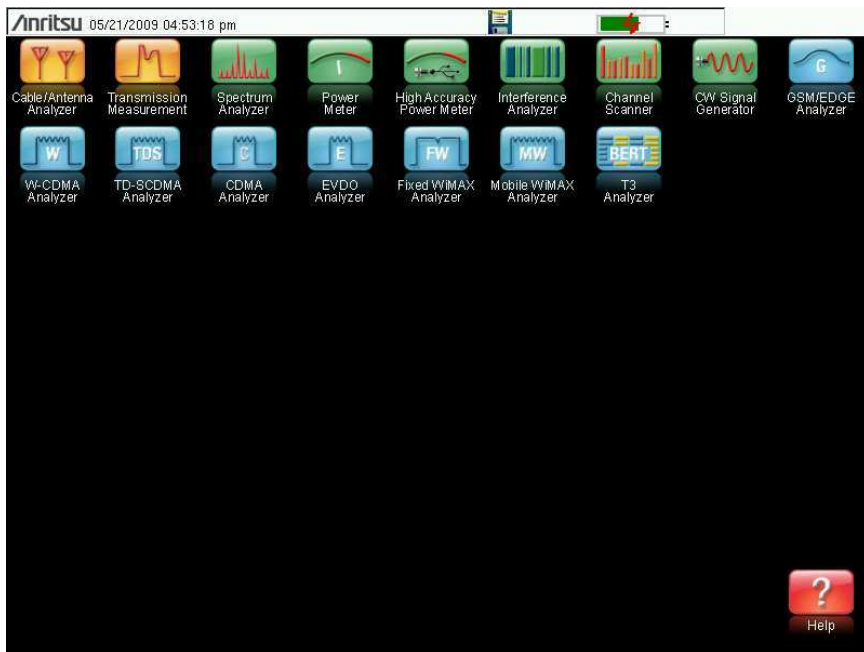 /inritsu 05/21/2009 04:53:18 pm
Cable/Antenna Analyzer
Transmission Measurement
Spectrum Analyzer
Power Meter
High Accuracy Power Meter
Interference Analyzer
Channel Scanner
CW Signal Generator
G
GSM/EDGE Analyzer
W
W-CDMA Analyzer
TDS
TD-SCDMA Analyzer
C
CDMA Analyzer
E
EVDO Analyzer
FW
Fixed WiMAX Analyzer
MW
Mobile WiMAX Analyzer
BERT
T3 Analyzer
?
Help